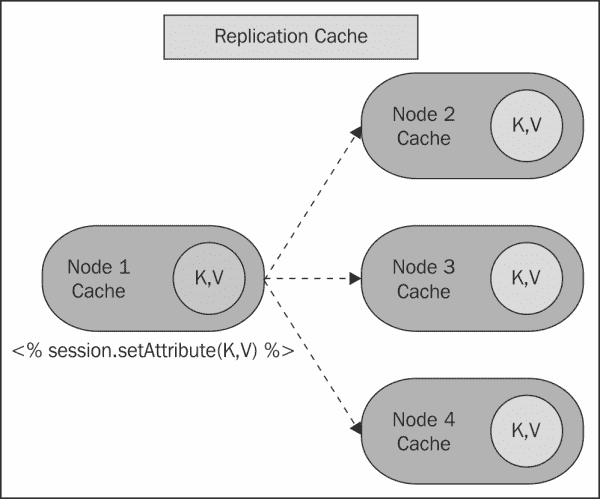 Replication Cache
Node 2
Cache
K,V
Node 1
Cache
K,V
Node 3
Cache
K,V
<% session.setAttribute(K,V) %>
Node 4
Cache
K,V